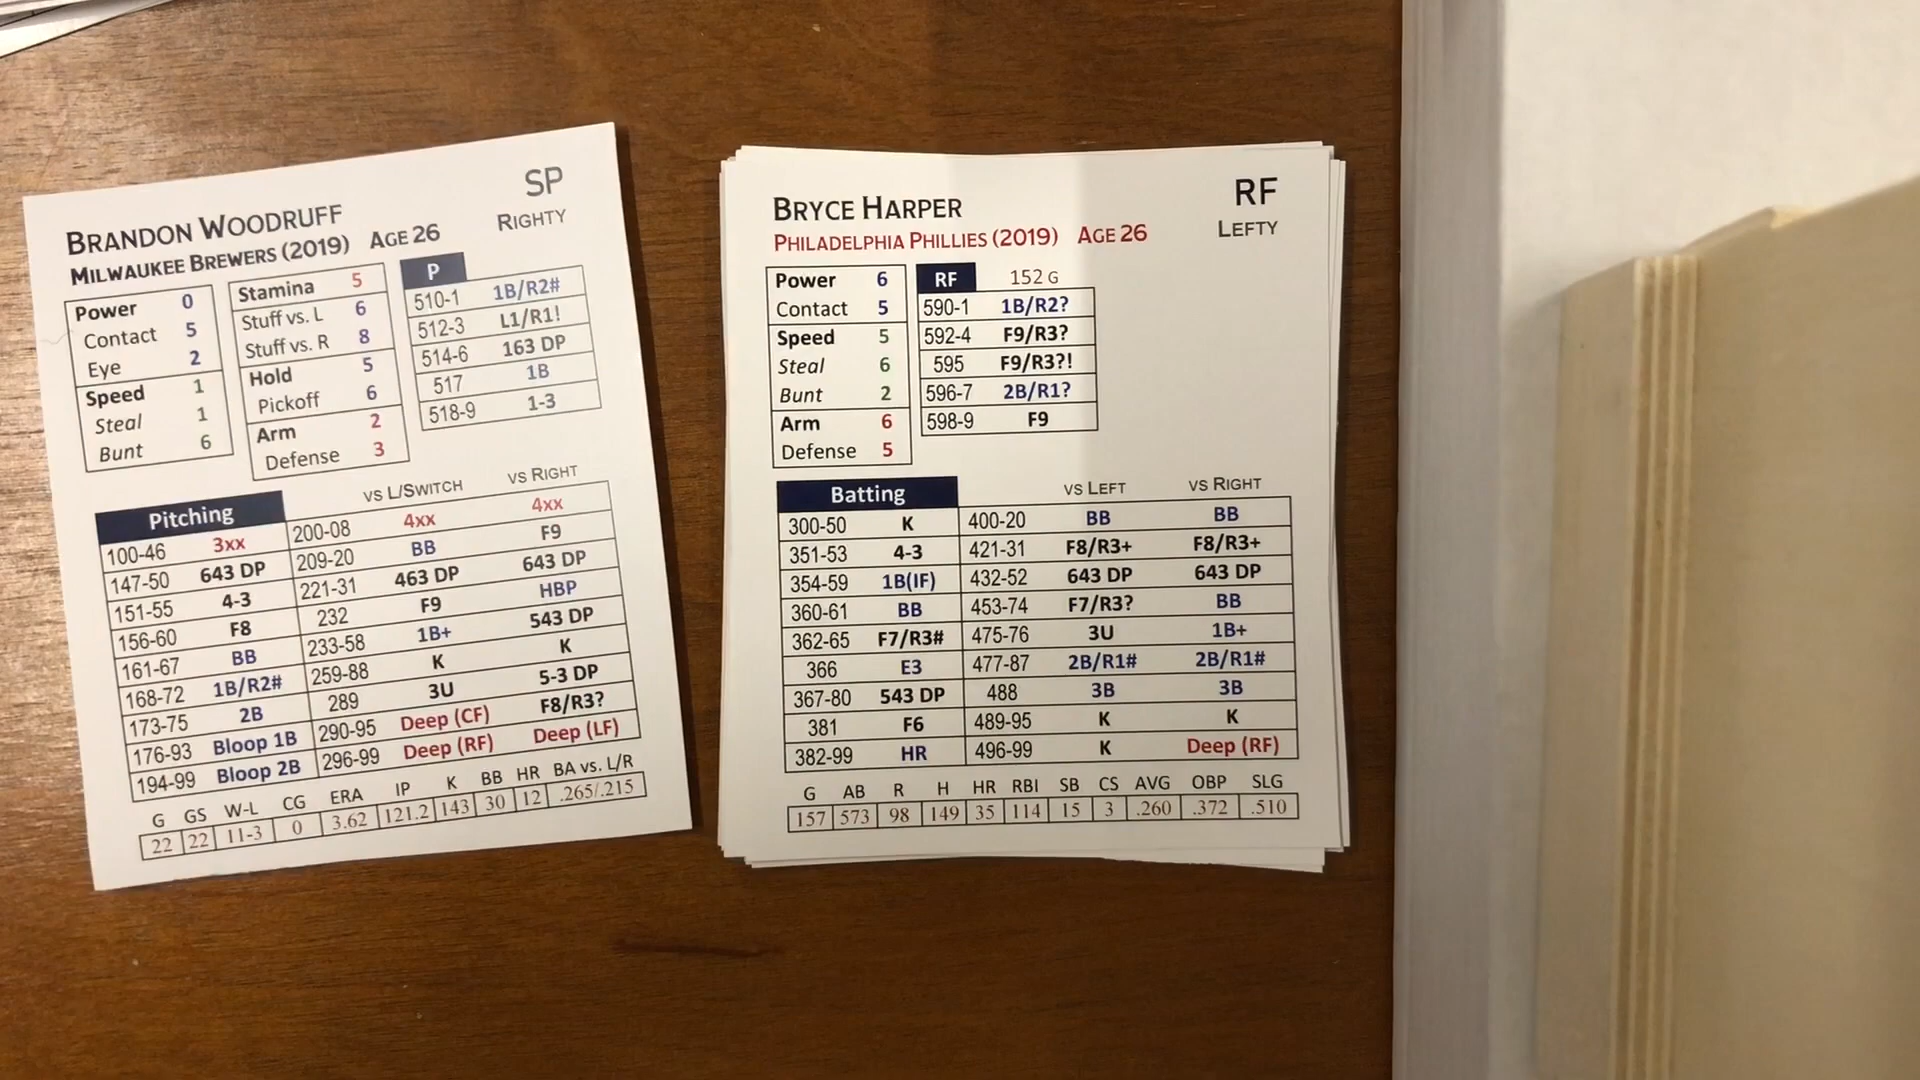 BRANDON WOODRUFF SP
MILWAUKEE BREWERS (2019) AGE 26 RIGHTY
Power 0
Contact 5
Eye 2
Speed 1
Steal 1
Bunt 6
Stamina 5
Stuff vs. L 6
Stuff vs. R 8
Hold 5
Pickoff 6
Arm 2
Defense 3
P
510-1 1B/R2#
512-3 L1/R1!
514-6 163 DP
517 1B
518-9 1-3
Pitching
100-46 3xx
147-50 643 DP
151-55 4-3
156-60 F8
161-67 BB
168-72 1B/R2#
173-75 2B
176-93 Bloop 1B
194-99 Bloop 2B
VS L/SWITCH VS RIGHT
200-08 4xx 4xx
209-20 BB F9
221-31 463 DP 643 DP
232 F9 HBP
233-58 1B+ 543 DP
259-88 K K
289 3U 5-3 DP
290-95 Deep (CF) F8/R3?
296-99 Deep (RF) Deep (LF)
G GS W-L CG ERA IP K BB HR BA vs. L/R
22 22 11-3 0 3.62 121.2 143 30 12 .265/.215
BRYCE HARPER RF
PHILADELPHIA PHILLIES (2019) AGE 26 LEFTY
Power 6
Contact 5
Speed 5
Steal 6
Bunt 2
Arm 6
Defense 5
RF 152 G
590-1 1B/R2?
592-4 F9/R3?
595 F9/R3?!
596-7 2B/R1?
598-9 F9
Batting
300-50 K
351-53 4-3
354-59 1B(IF)
360-61 BB
362-65 F7/R3#
366 E3
367-80 543 DP
381 F6
382-99 HR
VS LEFT VS RIGHT
400-20 BB BB
421-31 F8/R3+ F8/R3+
432-52 643 DP 643 DP
453-74 F7/R3? BB
475-76 3U 1B+
477-87 2B/R1# 2B/R1#
488 3B 3B
489-95 K K
496-99 K Deep (RF)
G AB R H HR RBI SB CS AVG OBP SLG
157 573 98 149 35 114 15 3 .260 .372 .510